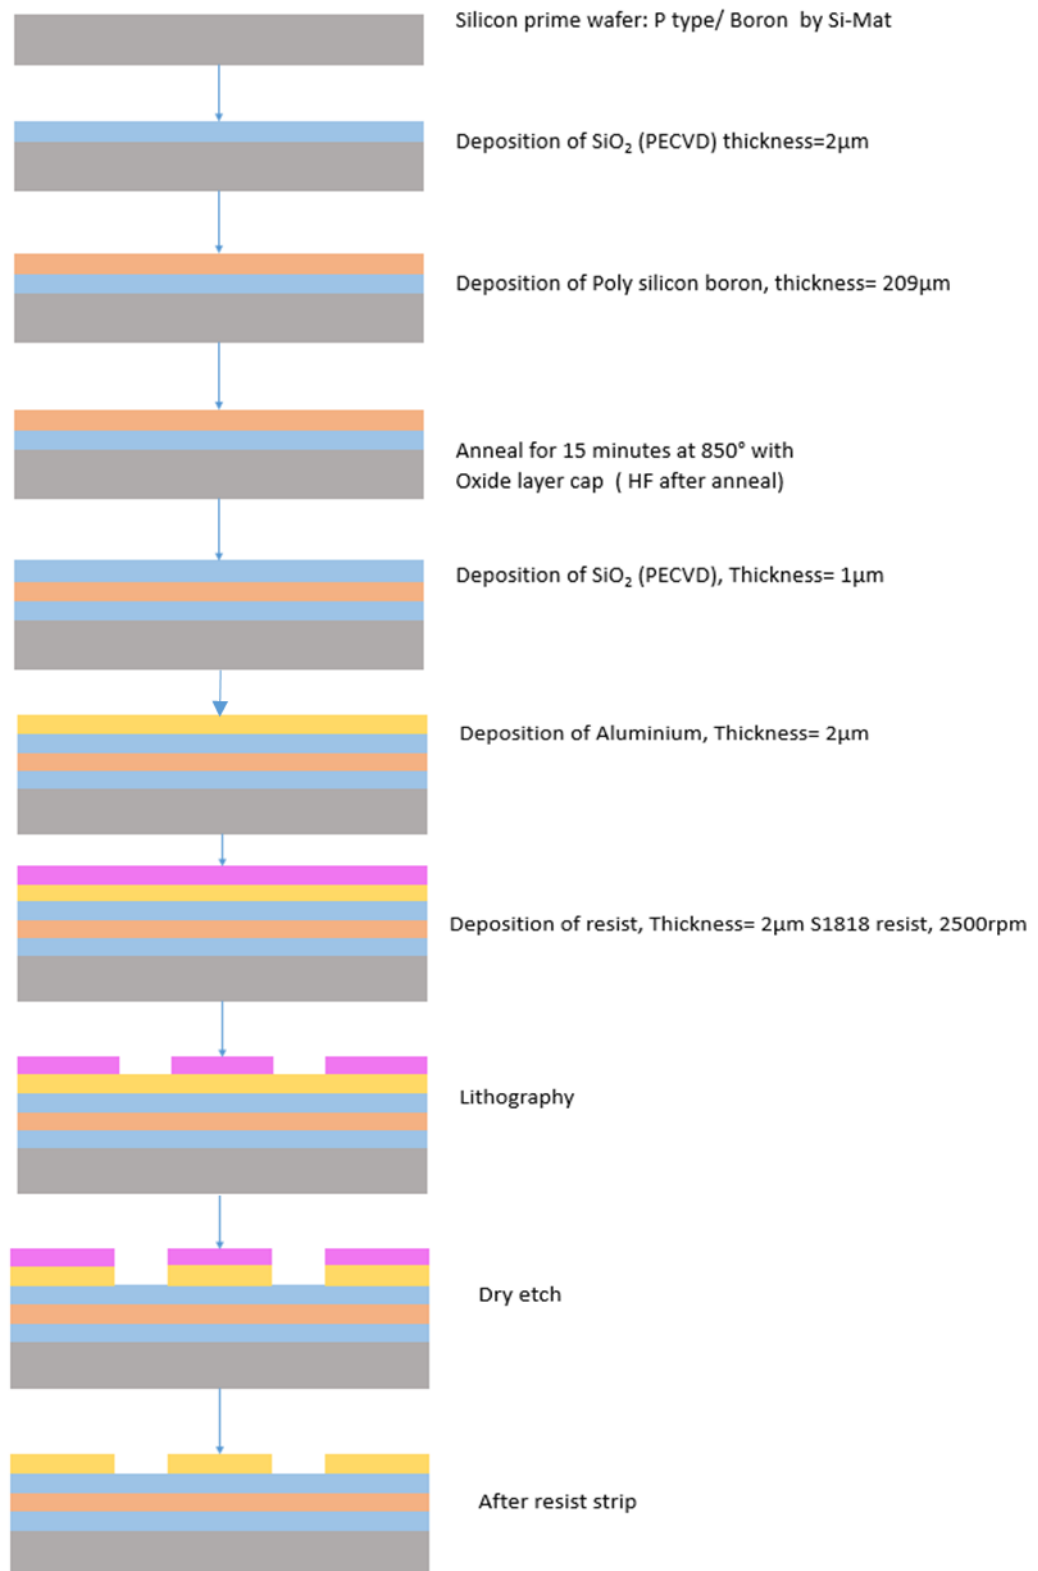 Silicon prime wafer: P type/ Boron by Si-Mat
Deposition of SiO₂ (PECVD) thickness=2µm
Deposition of Poly silicon boron, thickness= 209µm
Anneal for 15 minutes at 850° with
Oxide layer cap ( HF after anneal)
Deposition of SiO₂ (PECVD), Thickness= 1µm
Deposition of Aluminium, Thickness= 2µm
Deposition of resist, Thickness= 2µm S1818 resist, 2500rpm
Lithography
Dry etch
After resist strip